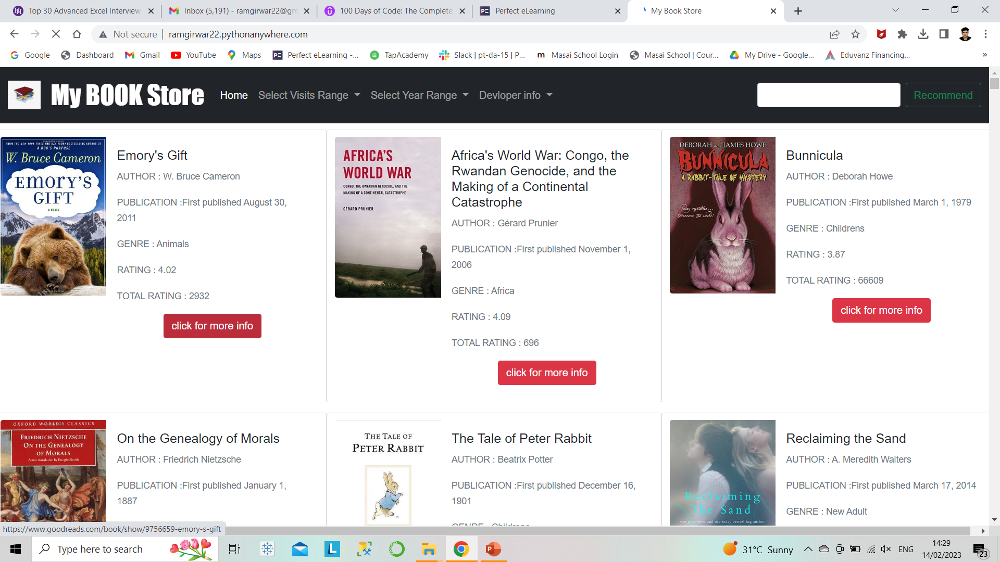 Top 30 Advanced Excel Interview
Inbox (5,191) - ramgirwar22@gm
100 Days of Code: The Complete
Perfect eLearning
My Book Store
Not secure
ramgirwar22.pythonanywhere.com
Google
Dashboard
Gmail
YouTube
Maps
Perfect eLearning -...
TapAcademy
Slack | pt-da-15 | P...
Masai School Login
Masai School | Cour...
My Drive - Google...
Eduvanz Financing...
»
My BOOK Store
Home
Select Visits Range
Select Year Range
Devloper info
Recommend
FROM THE NEW YORK TIMES AND USA TODAY BESTSELLING AUTHOR OF
A DOG'S PURPOSE
W. Bruce Cameron
EMORY'S
GIFT
A NOVEL
Emory's Gift
AUTHOR : W. Bruce Cameron
PUBLICATION :First published August 30,
2011
GENRE : Animals
RATING : 4.02
TOTAL RATING : 2932
click for more info
AFRICA'S
WORLD WAR
CONGO, THE RWANDAN GENOCIDE, AND THE
MAKING OF A CONTINENTAL CATASTROPHE
GÉRARD PRUNIER
Africa's World War: Congo, the
Rwandan Genocide, and the
Making of a Continental
Catastrophe
AUTHOR : Gérard Prunier
PUBLICATION :First published November 1,
2006
GENRE : Africa
RATING : 4.09
TOTAL RATING : 696
click for more info
DEBORAH and JAMES HOWE
BUNNICULA
A RABBIT-TALE OF MYSTERY
Today vegetables...
tomorrow the world!
Bunnicula
AUTHOR : Deborah Howe
PUBLICATION :First published March 1, 1979
GENRE : Childrens
RATING : 3.87
TOTAL RATING : 66609
click for more info
OXFORD WORLD'S CLASSICS
FRIEDRICH NIETZSCHE
ON THE GENEALOGY
OF MORALS
A new translation by Douglas Smith
On the Genealogy of Morals
AUTHOR : Friedrich Nietzsche
PUBLICATION :First published January 1,
1887
THE TALE OF
PETER RABBIT
The Tale of Peter Rabbit
AUTHOR : Beatrix Potter
PUBLICATION :First published December 16,
1901
GENRE : Childrens
Reclaiming
The Sand
new york times and usa today bestselling author
Reclaiming the Sand
AUTHOR : A. Meredith Walters
PUBLICATION :First published March 17, 2014
GENRE : New Adult
https://www.goodreads.com/book/show/9756659-emory-s-gift
Type here to search
31°C Sunny
ENG
14:29
14/02/2023
23